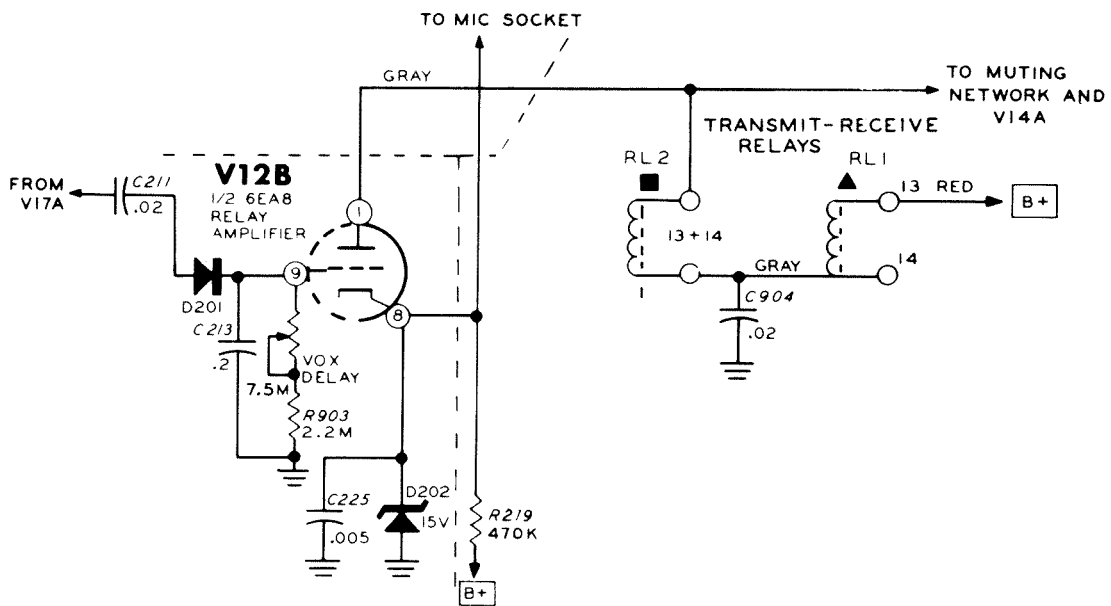 TO MIC SOCKET
GRAY
TO MUTING
NETWORK AND
V14A
TRANSMIT-RECEIVE
RELAYS
RL2
RL1
13 RED
B+
13+14
14
GRAY
C904
.02
FROM
V17A
C211
.02
V12B
1/2 6EA8
RELAY
AMPLIFIER
1
9
8
D201
C213
.2
VOX
DELAY
7.5M
R903
2.2M
C225
.005
D202
15V
R219
470K
B+